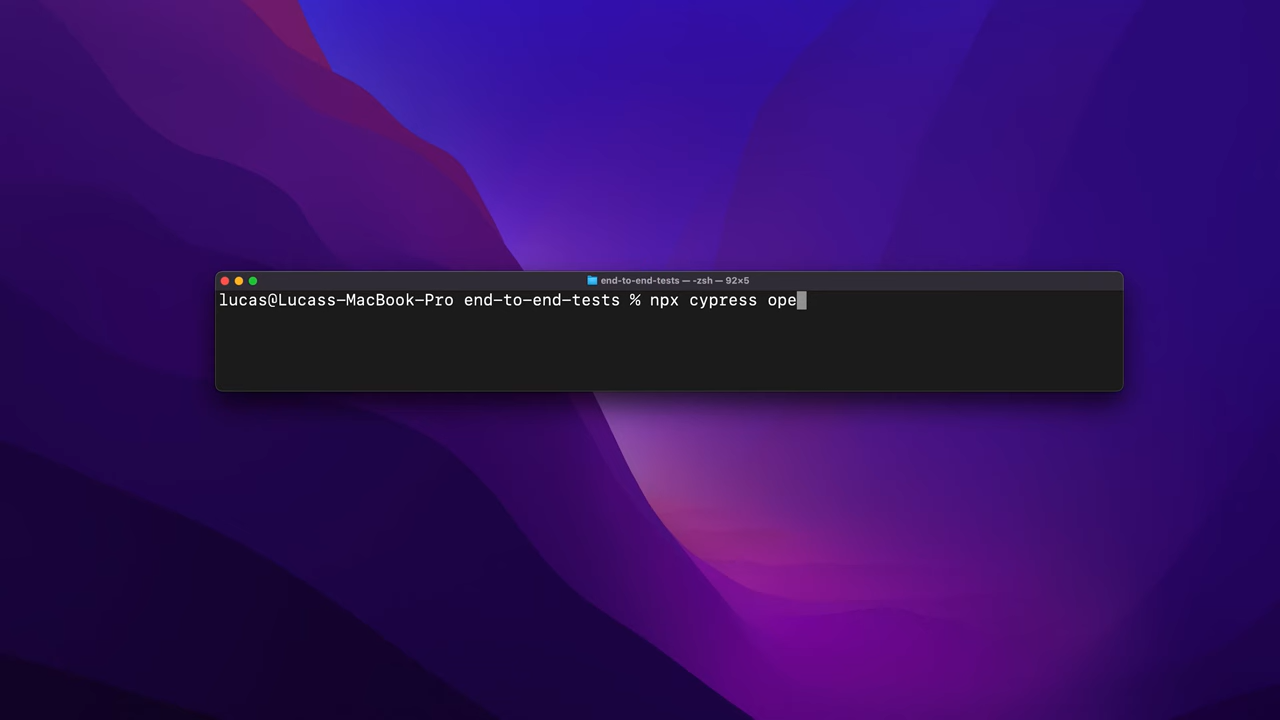 end-to-end-tests — -zsh — 92×5
lucas@Lucass-MacBook-Pro end-to-end-tests % npx cypress ope